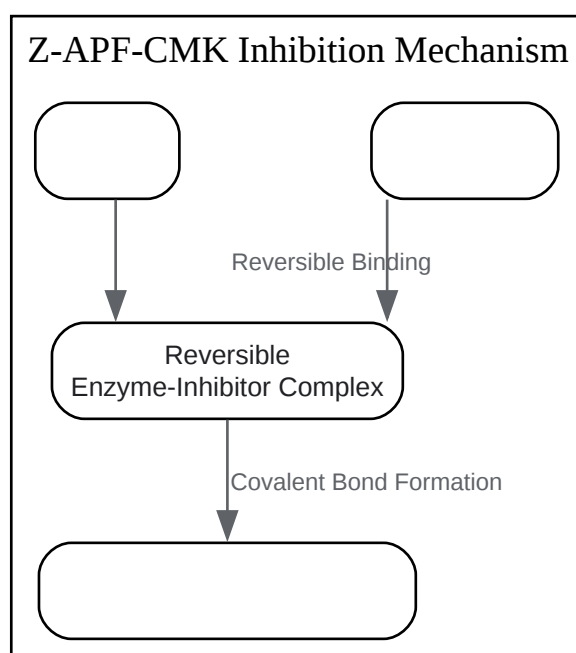 Z-APF-CMK Inhibition Mechanism
Reversible Binding
Reversible
Enzyme-Inhibitor Complex
Covalent Bond Formation